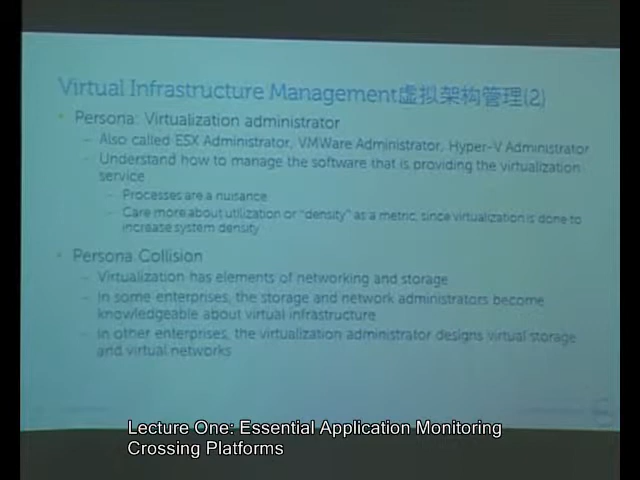 Virtual Infrastructure Management虚拟架构管理(2)
Persona: Virtualization administrator
Also called ESX Administrator, VMWare Administrator, Hyper-V Administrator
Understand how to manage the software that is providing the virtualization
service
Processes are a nuisance
Care more about utilization or "density" as a metric, since virtualization is done to
increase system density
Persona Collision
Virtualization has elements of networking and storage
In some enterprises, the storage and network administrators become
knowledgeable about virtual infrastructure
In other enterprises, the virtualization administrator designs virtual storage
and virtual networks
Lecture One: Essential Application Monitoring
Crossing Platforms